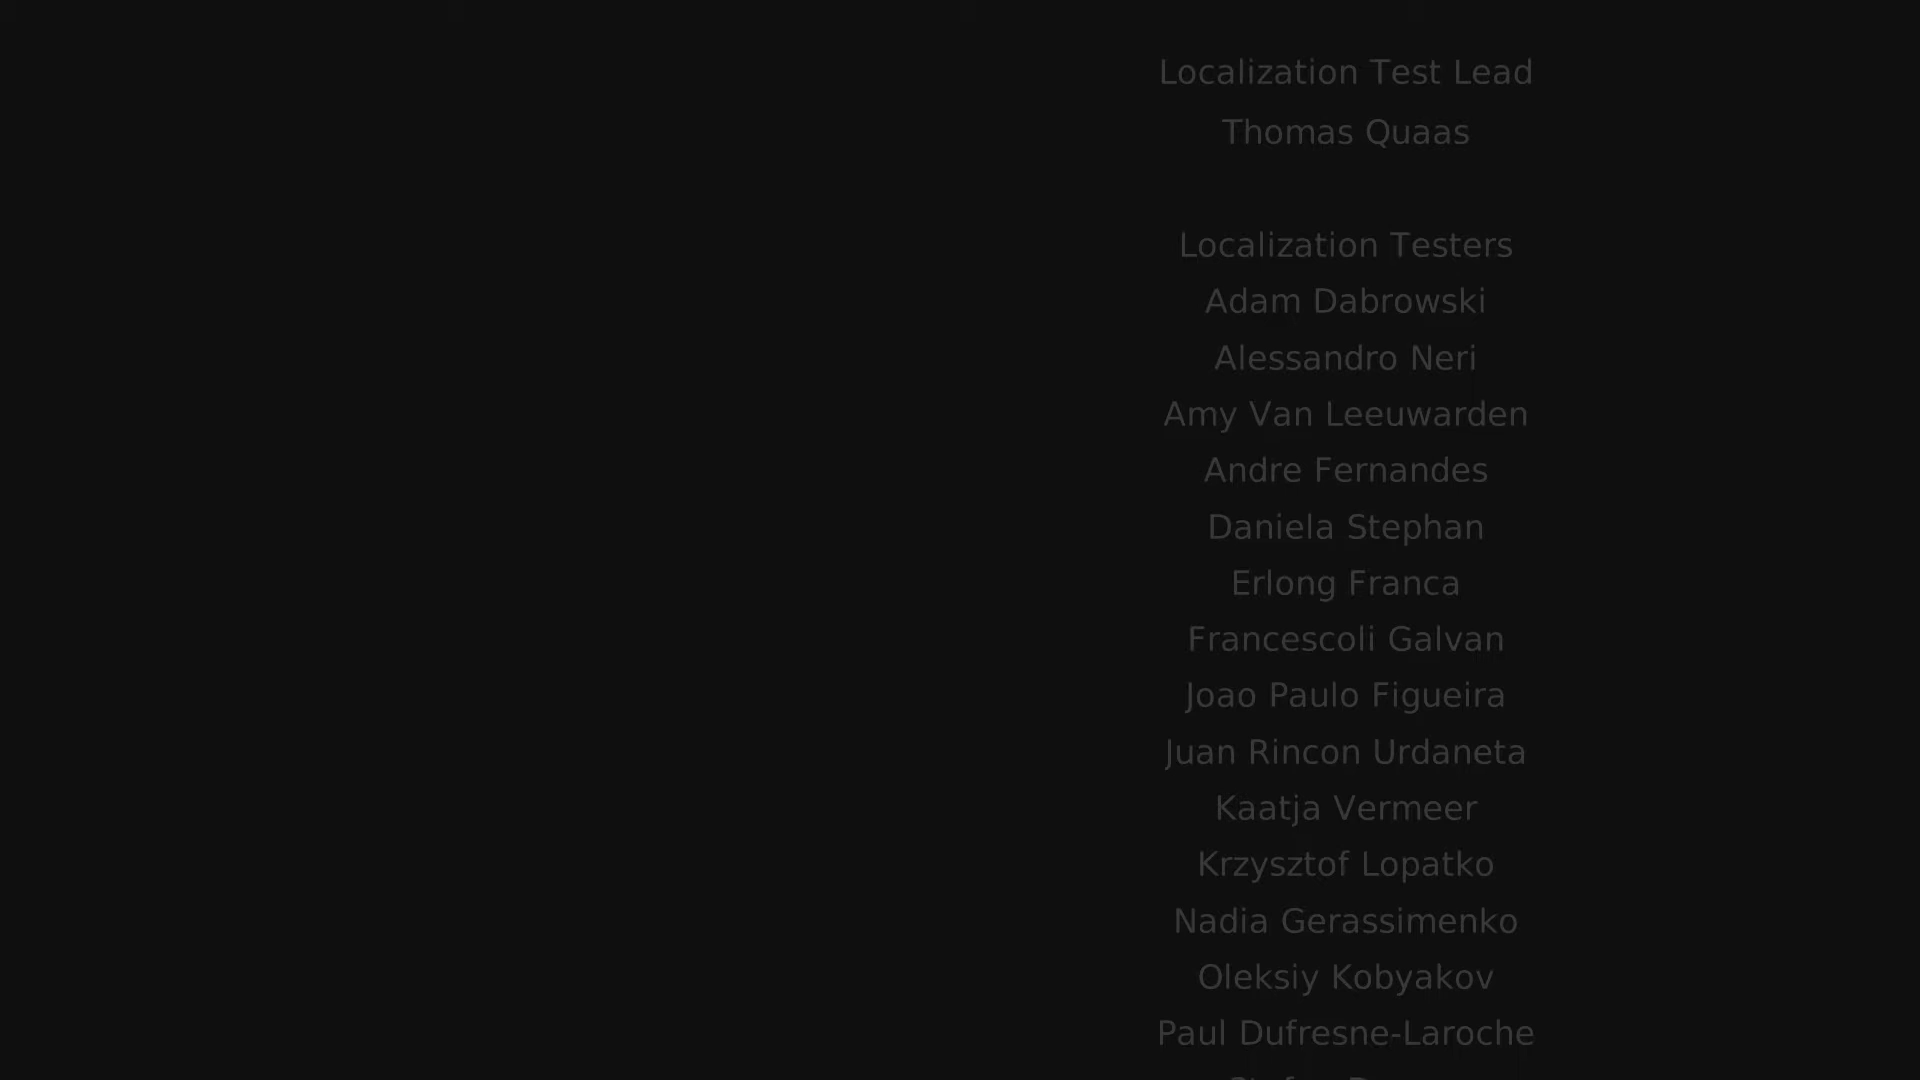 Localization Test Lead
Thomas Quaas
Localization Testers
Adam Dabrowski
Alessandro Neri
Amy Van Leeuwarden
Andre Fernandes
Daniela Stephan
Erlong Franca
Francescoli Galvan
Joao Paulo Figueira
Juan Rincon Urdaneta
Kaatja Vermeer
Krzysztof Lopatko
Nadia Gerassimenko
Oleksiy Kobyakov
Paul Dufresne-Laroche